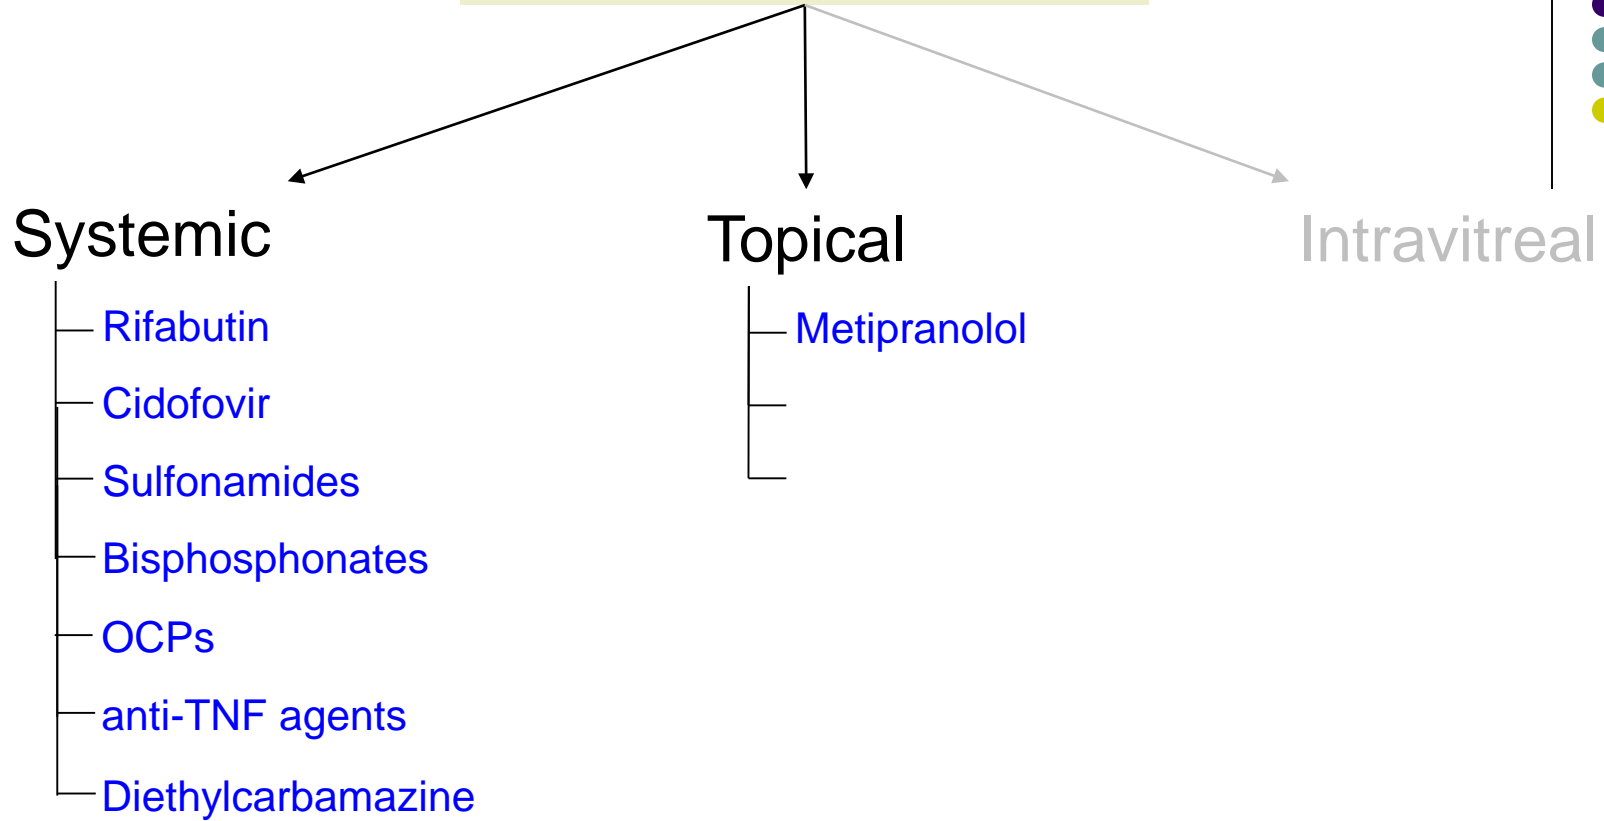 Systemic
Topical
Intravitreal
Rifabutin
Metipranolol
Cidofovir
Sulfonamides
Bisphosphonates
OCPs
anti-TNF agents
Diethylcarbamazine